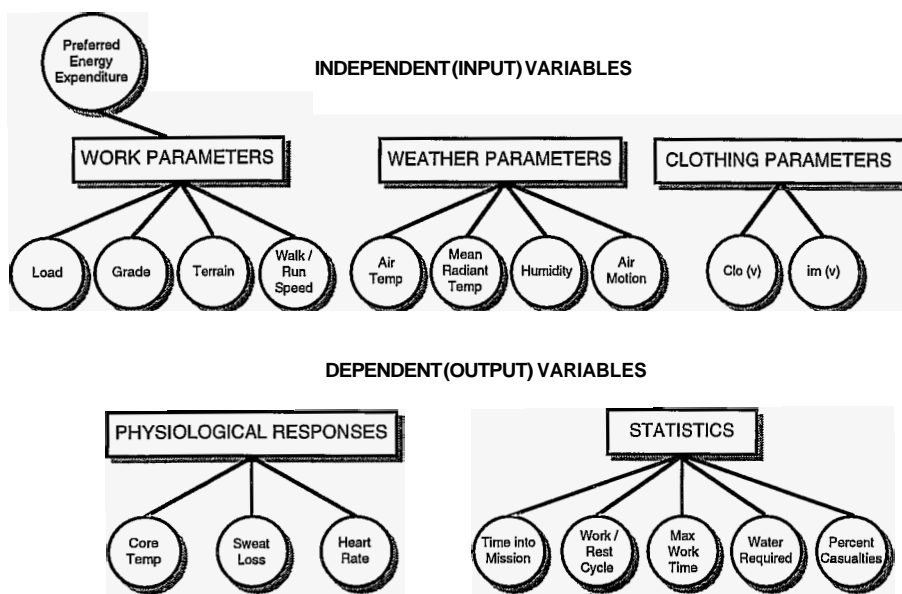 Preferred
Energy
Expenditure
INDEPENDENT (INPUT) VARIABLES
WORK PARAMETERS
WEATHER PARAMETERS
CLOTHING PARAMETERS
Load
Grade
Terrain
Walk /
Run
Speed
Air
Temp
Mean
Radiant
Temp
Humidity
Air
Motion
Clo (v)
im (v)
DEPENDENT (OUTPUT) VARIABLES
PHYSIOLOGICAL RESPONSES
STATISTICS
Core
Temp
Sweat
Loss
Heart
Rate
Time into
Mission
Work /
Rest
Cycle
Max
Work
Time
Water
Required
Percent
Casualties